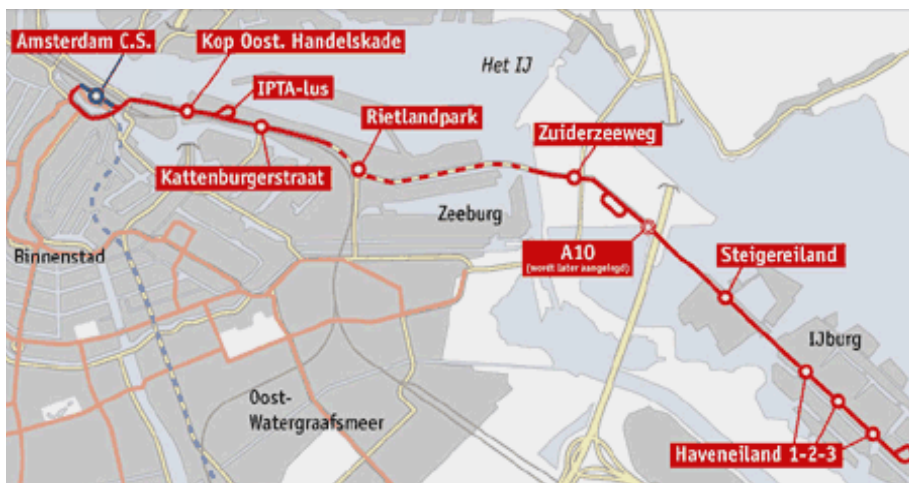 Amsterdam C.S.
Kop Oost. Handelskade
Het IJ
IPTA-lus
Rietlandpark
Zuiderzeeweg
Kattenburgerstraat
Zeeburg
Binnenstad
A10
(wordt later aangelegd)
Steigereiland
IJburg
Oost-
Watergraafsmeer
Haveneiland 1-2-3